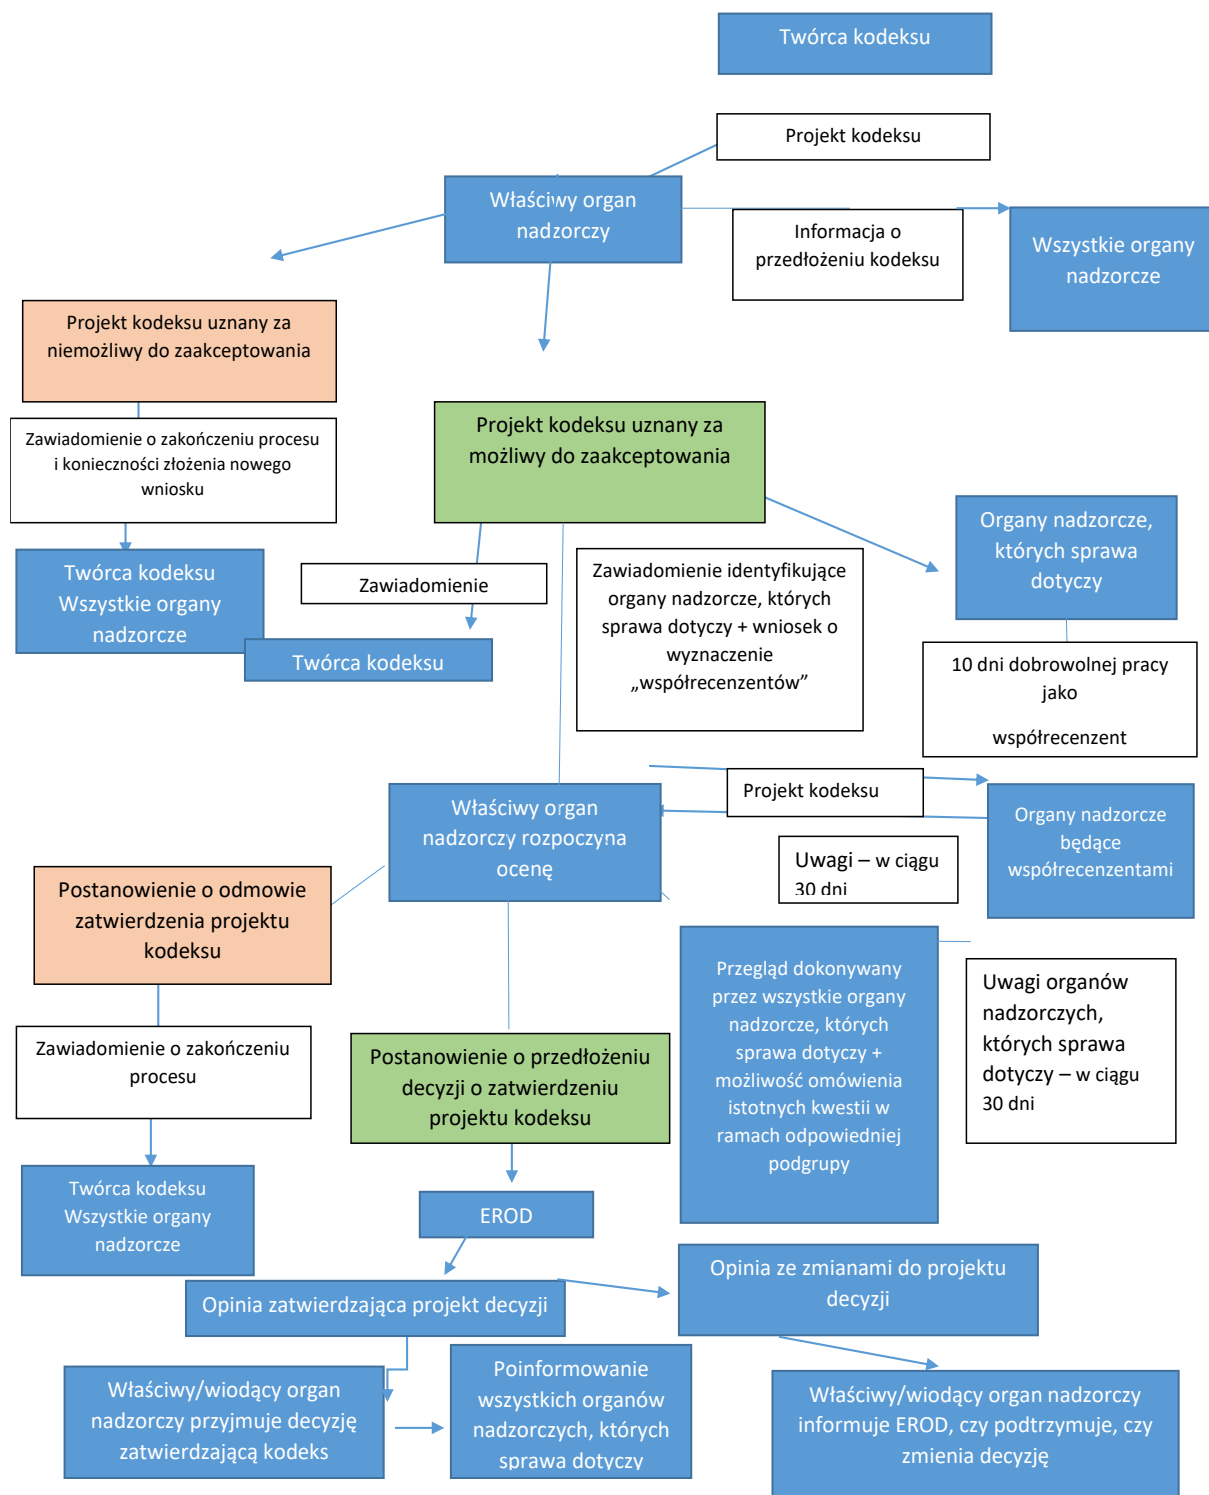 Twórca kodeksu
Projekt kodeksu
Właściwy organ
nadzorczy
Informacja o
przedłożeniu kodeksu
Wszystkie organy
nadzorcze
Projekt kodeksu uznany za
niemożliwy do zaakceptowania
Zawiadomienie o zakończeniu procesu
i konieczności złożenia nowego
wniosku
Twórca kodeksu
Wszystkie organy
nadzorcze
Projekt kodeksu uznany za
możliwy do zaakceptowania
Zawiadomienie
Twórca kodeksu
Zawiadomienie identyfikujące
organy nadzorcze, których
sprawa dotyczy + wniosek o
wyznaczenie
„współrecenzentów”
Organy nadzorcze,
których sprawa
dotyczy
10 dni dobrowolnej pracy
jako
współrecenzent
Właściwy organ
nadzorczy rozpoczyna
ocenę
Projekt kodeksu
Uwagi – w ciągu
30 dni
Organy nadzorcze
będące
współrecenzentami
Postanowienie o odmowie
zatwierdzenia projektu
kodeksu
Zawiadomienie o zakończeniu
procesu
Twórca kodeksu
Wszystkie organy
nadzorcze
Postanowienie o przedłożeniu
decyzji o zatwierdzeniu
projektu kodeksu
Przegląd dokonywany
przez wszystkie organy
nadzorcze, których
sprawa dotyczy +
możliwość omówienia
istotnych kwestii w
ramach odpowiedniej
podgrupy
Uwagi organów
nadzorczych,
których sprawa
dotyczy – w ciągu
30 dni
EROD
Opinia zatwierdzająca projekt decyzji
Opinia ze zmianami do projektu
decyzji
Właściwy/wiodący organ
nadzorczy przyjmuje decyzję
zatwierdzającą kodeks
Poinformowanie
wszystkich organów
nadzorczych, których
sprawa dotyczy
Właściwy/wiodący organ nadzorczy
informuje EROD, czy podtrzymuje, czy
zmienia decyzję